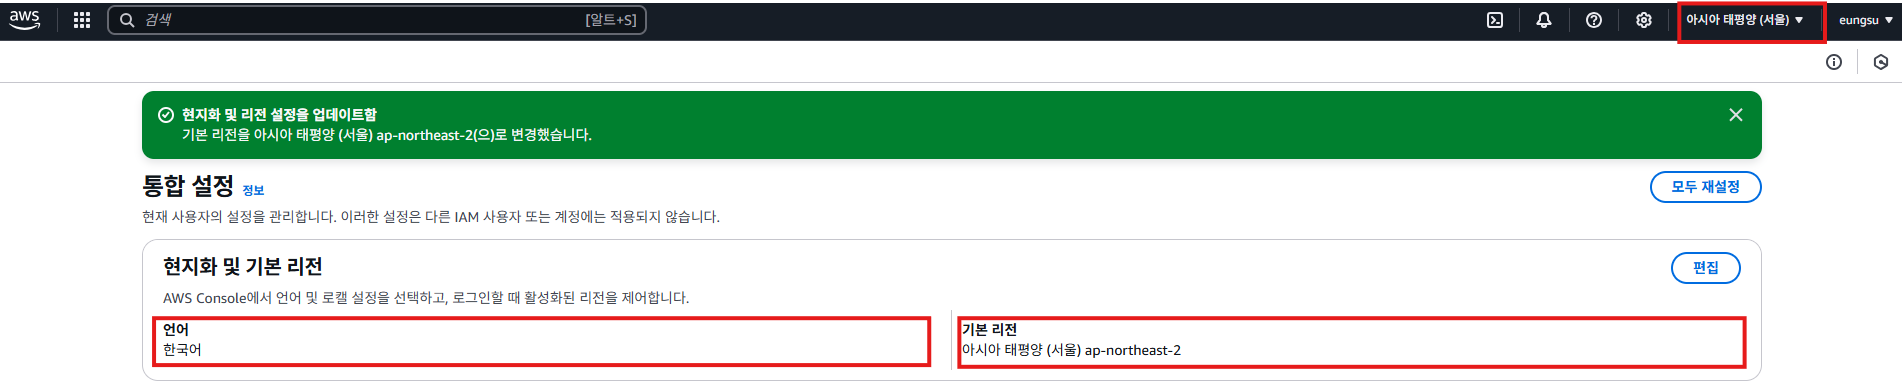 aws
검색
[알트+S]
아시아 태평양 (서울) ▼
eungsu ▼
현지화 및 리전 설정을 업데이트함
기본 리전을 아시아 태평양 (서울) ap-northeast-2(으)로 변경했습니다.
통합 설정 정보
모두 재설정
현재 사용자의 설정을 관리합니다. 이러한 설정은 다른 IAM 사용자 또는 계정에는 적용되지 않습니다.
현지화 및 기본 리전
편집
AWS Console에서 언어 및 로캘 설정을 선택하고, 로그인할 때 활성화된 리전을 제어합니다.
언어
한국어
기본 리전
아시아 태평양 (서울) ap-northeast-2